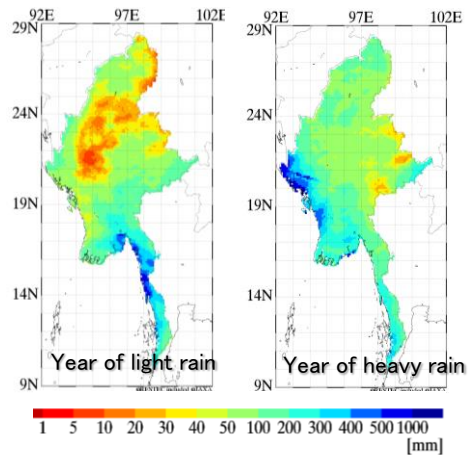 92E 97E 102E 92E 97E 102E
29N 29N
24N 24N
19N 19N
14N 14N
Year of light rain Year of heavy rain
9N 9N
1 5 10 20 30 40 50 100 200 300 400 500 1000
[mm]